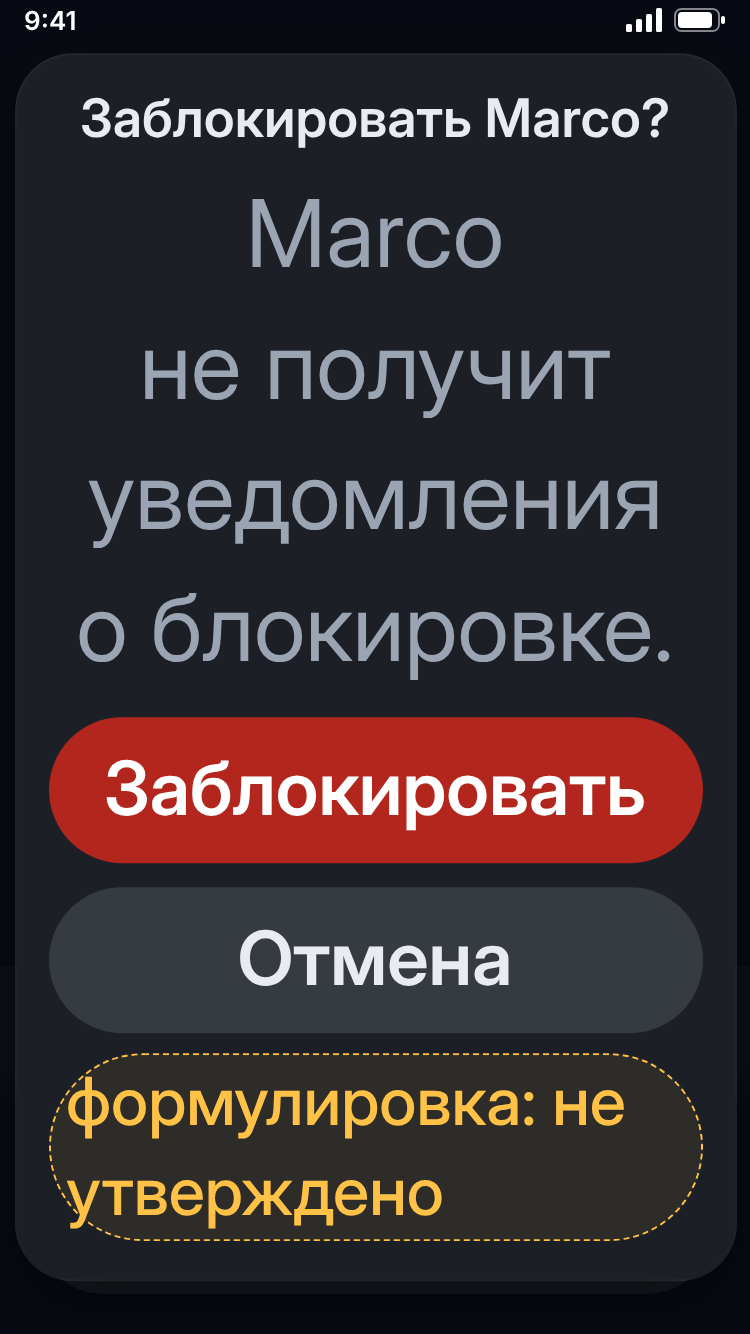 9:41
Заблокировать Marco?
Marco
не получит
уведомления
о блокировке.
Заблокировать
Отмена
формулировка: не
утверждено